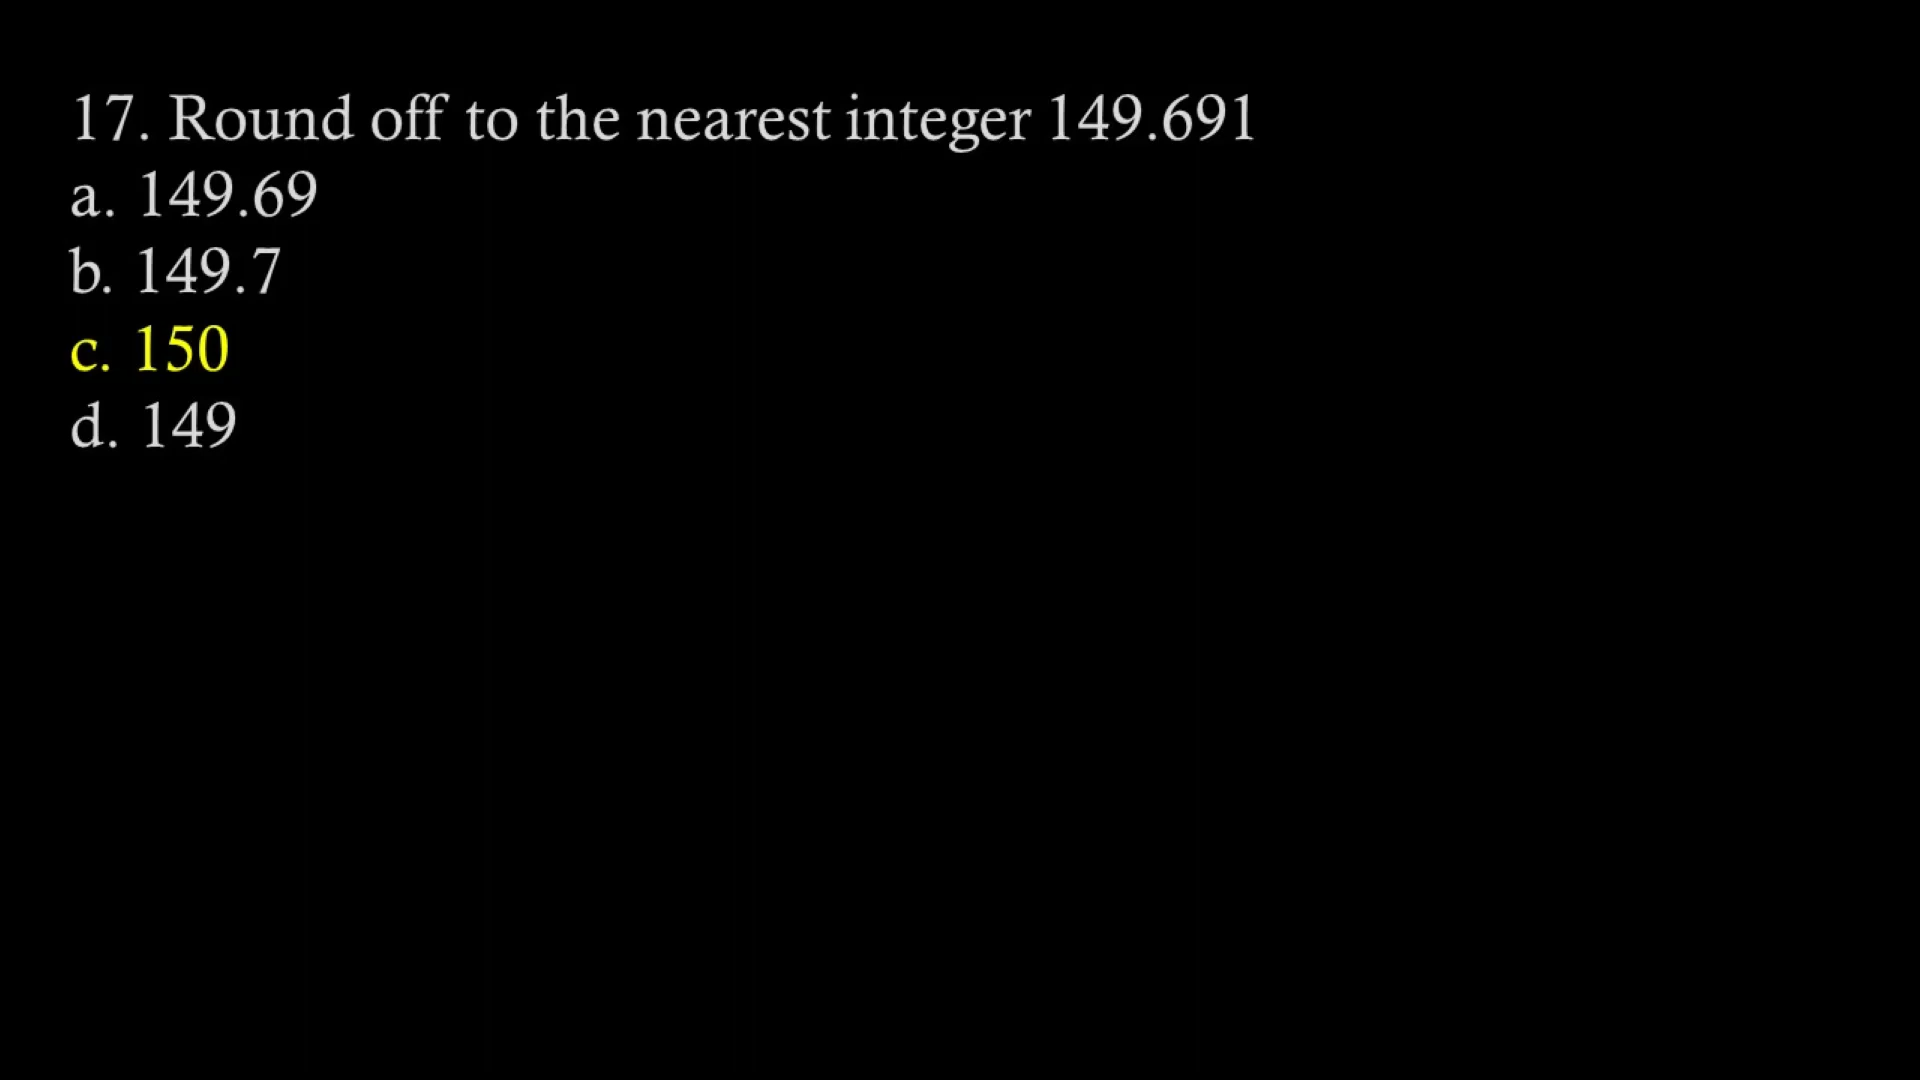 17. Round off to the nearest integer 149.691
a. 149.69
b. 149.7
c. 150
d. 149